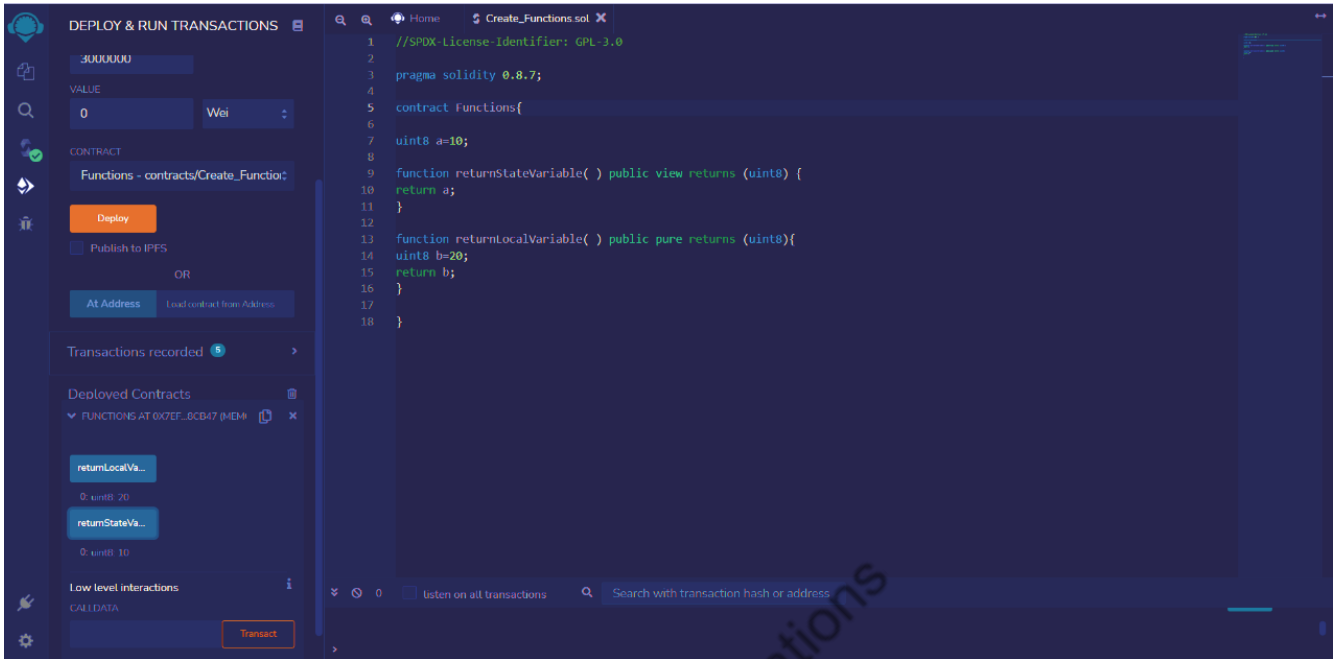 DEPLOY & RUN TRANSACTIONS
3000000
VALUE
0
Wei
CONTRACT
Functions - contracts/Create_Function
Deploy
Publish to IPFS
OR
At Address
Load contract from Address
Transactions recorded 5
Deployed Contracts
FUNCTIONS AT 0X7EF...8CB47 (MEM
returnLocalVa...
0: uint8: 20
returnStateVa...
0: uint8: 10
Low level interactions
i
CALLDATA
Transact
Home
Create_Functions.sol
1 //SPDX-License-Identifier: GPL-3.0
2
3 pragma solidity 0.8.7;
4
5 contract Functions{
6
7 uint8 a=10;
8
9 function returnStateVariable( ) public view returns (uint8) {
10 return a;
11 }
12
13 function returnLocalVariable( ) public pure returns (uint8){
14 uint8 b=20;
15 return b;
16 }
17
18 }
0
listen on all transactions
Search with transaction hash or address
>